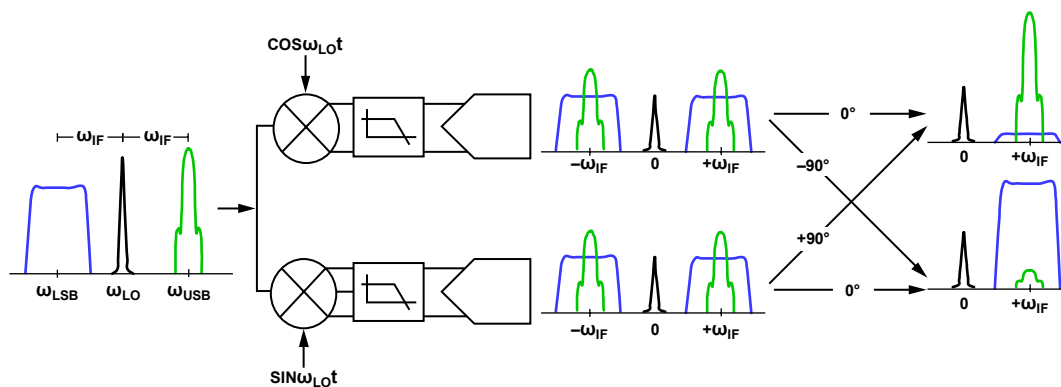 COSωLOt
ωIF ωIF
ωLSB ωLO ωUSB
–ωIF 0 +ωIF
0°
–90°
+90°
0°
0 +ωIF
–ωIF 0 +ωIF
0 +ωIF
SINωLOt